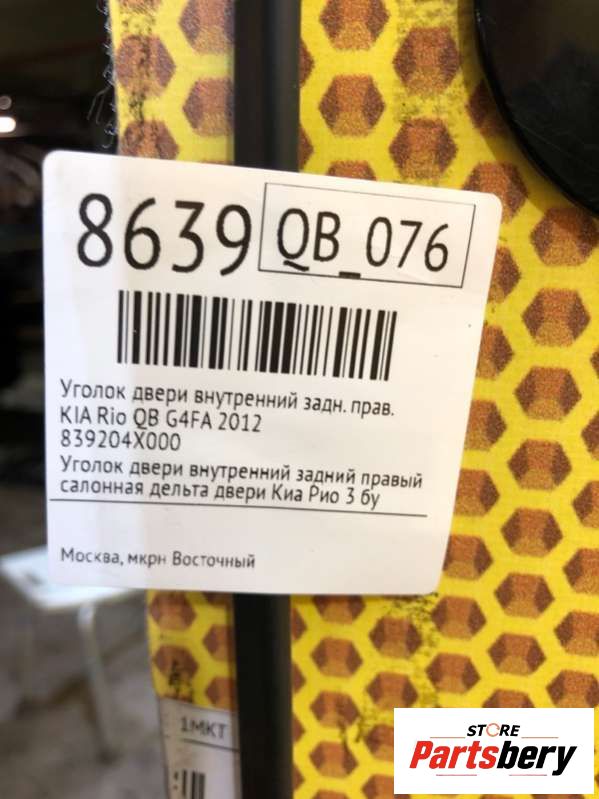 8639 QB_076
Уголок двери внутренний задн. прав.
KIA Rio QB G4FA 2012
839204X000
Уголок двери внутренний задний правый
салонная дельта двери Киа Рио 3 бу
Москва, мкрн Восточный
1МКТ
STORE
Partsbery